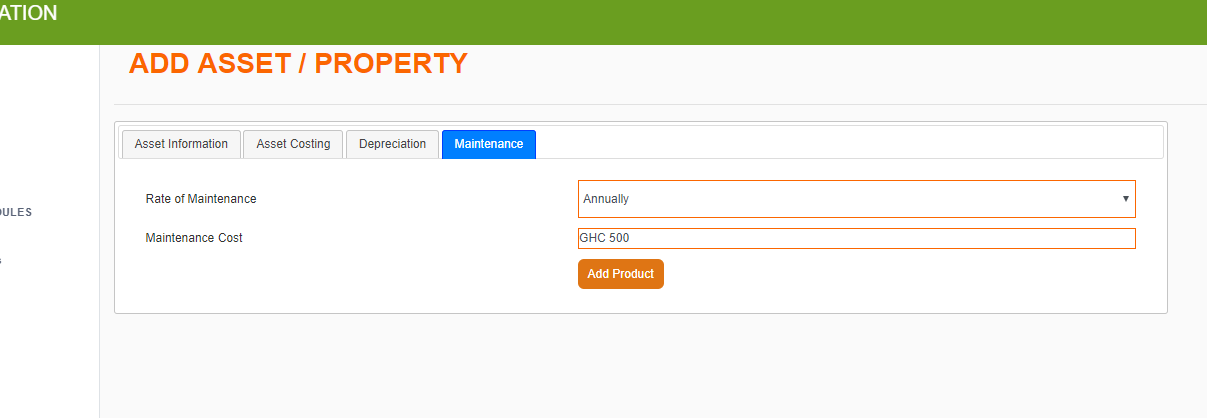 ATION
ADD ASSET / PROPERTY
Asset Information Asset Costing Depreciation Maintenance
Rate of Maintenance Annually
DULES
Maintenance Cost GHC 500
Add Product